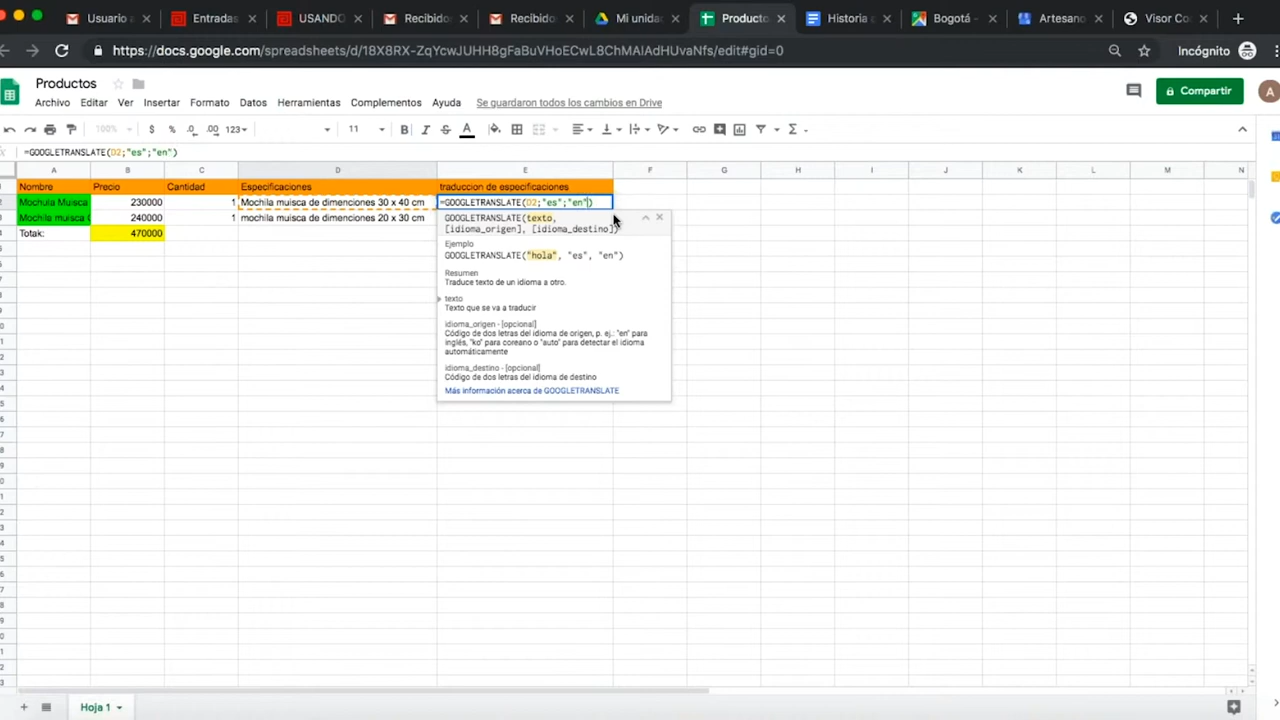 Usuario a
Entradas
USANDO
Recibido
Recibido
Mi unida
Producto
Historia c
Bogotá -
Artesano
Visor Co
https://docs.google.com/spreadsheets/d/18X8RX-ZqYcwJUHH8gFaBuVHoECwL8ChMAlAdHUvaNfs/edit#gid=0
Incógnito
Productos
Archivo Editar Ver Insertar Formato Datos Herramientas Complementos Ayuda Se guardaron todos los cambios en Drive
Compartir
A
100% $ % .0 .00 123 11 B I S A
=GOOGLETRANSLATE(D2;"es";"en")
A B C D E F G H I J K L M N
Nombre Precio Cantidad Especificaciones traduccion de especificaciones
Mochula Muisca 230000 1 Mochila muisca de dimenciones 30 x 40 cm =GOOGLETRANSLATE(D2;"es";"en")
Mochile muisca 240000 1 mochila muisca de dimenciones 20 x 30 cm
Totak: 470000
GOOGLETRANSLATE(texto,
[idioma_origen], [idioma_destino])
Ejemplo
GOOGLETRANSLATE("hola", "es", "en")
Resumen
Traduce texto de un idioma a otro.
texto
Texto que se va a traducir
idioma_origen - [opcional]
Código de dos letras del idioma de origen, p. ej.: "en" para
inglés, "ko" para coreano o "auto" para detectar el idioma
automáticamente
idioma_destino - [opcional]
Código de dos letras del idioma de destino
Más información acerca de GOOGLETRANSLATE
Hoja 1